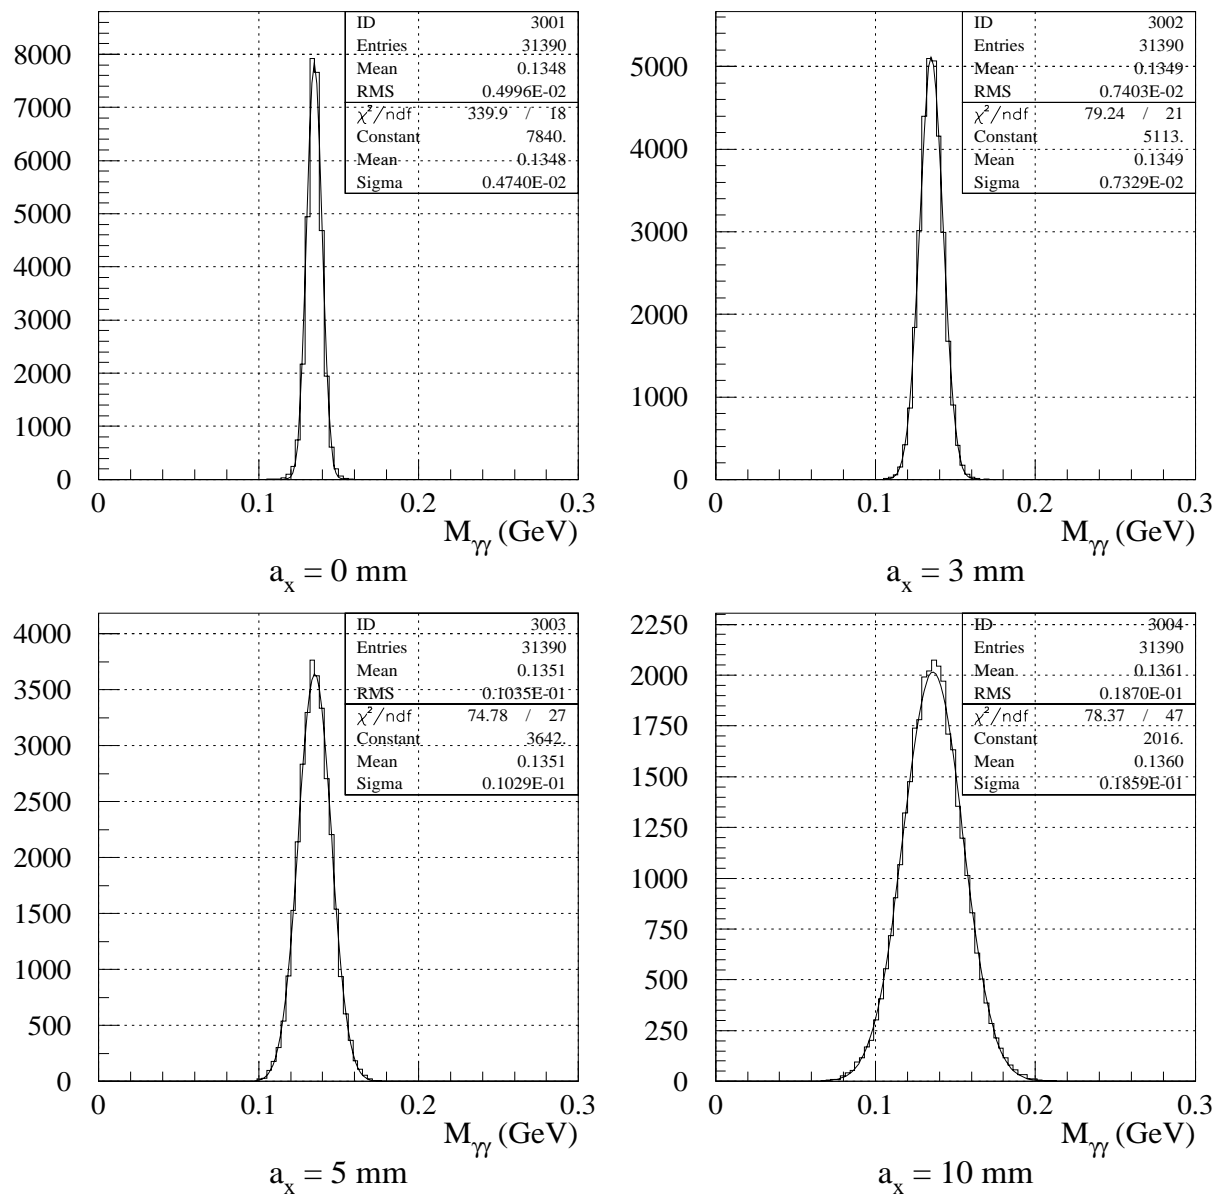 ID 3001
Entries 31390
Mean 0.1348
RMS 0.4996E-02
χ²/ndf 339.9 / 18
Constant 7840.
Mean 0.1348
Sigma 0.4740E-02
8000
7000
6000
5000
4000
3000
2000
1000
0
0 0.1 0.2 0.3
M_γγ (GeV)
a_x = 0 mm
ID 3002
Entries 31390
Mean 0.1349
RMS 0.7403E-02
χ²/ndf 79.24 / 21
Constant 5113.
Mean 0.1349
Sigma 0.7329E-02
5000
4000
3000
2000
1000
0
0 0.1 0.2 0.3
M_γγ (GeV)
a_x = 3 mm
ID 3003
Entries 31390
Mean 0.1351
RMS 0.1035E-01
χ²/ndf 74.78 / 27
Constant 3642.
Mean 0.1351
Sigma 0.1029E-01
4000
3500
3000
2500
2000
1500
1000
500
0
0 0.1 0.2 0.3
M_γγ (GeV)
a_x = 5 mm
ID 3004
Entries 31390
Mean 0.1361
RMS 0.1870E-01
χ²/ndf 78.37 / 47
Constant 2016.
Mean 0.1360
Sigma 0.1859E-01
2250
2000
1750
1500
1250
1000
750
500
250
0
0 0.1 0.2 0.3
M_γγ (GeV)
a_x = 10 mm